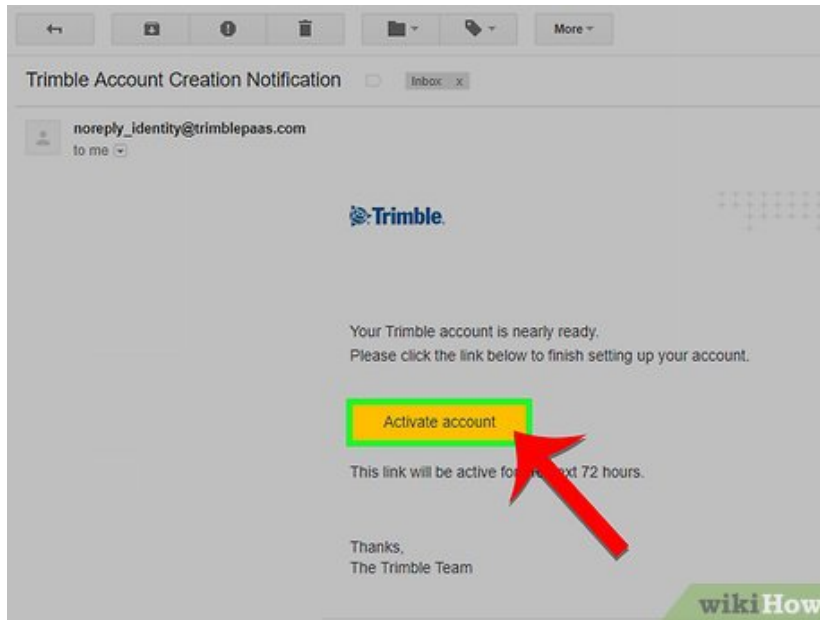 More
Trimble Account Creation Notification
Inbox x
noreply_identity@trimblepaas.com
to me
Trimble.
Your Trimble account is nearly ready.
Please click the link below to finish setting up your account.
Activate account
This link will be active for next 72 hours.
Thanks,
The Trimble Team
wikiHow